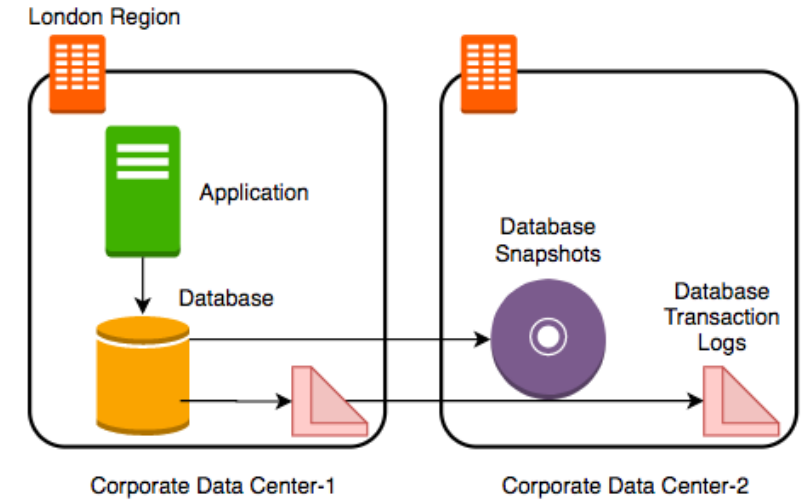 London Region
Application
Database
Database
Snapshots
Database
Transaction
Logs
Corporate Data Center-1
Corporate Data Center-2